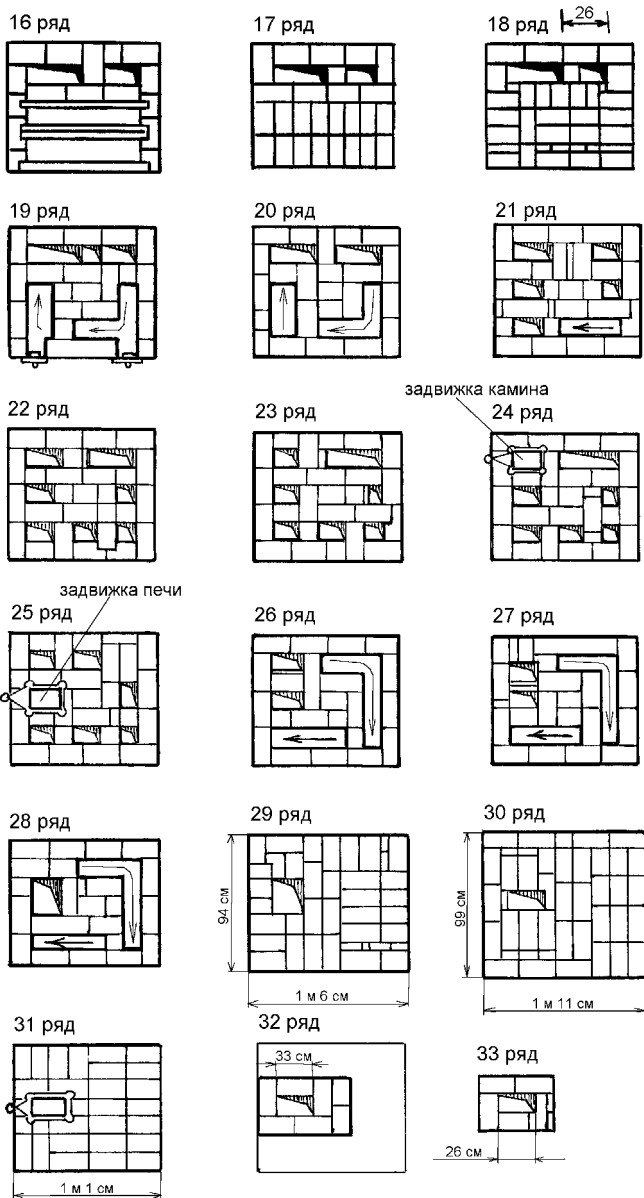 16 ряд
17 ряд
18 ряд
26
19 ряд
20 ряд
21 ряд
22 ряд
23 ряд
задвижка камина
24 ряд
задвижка печи
25 ряд
26 ряд
27 ряд
28 ряд
29 ряд
30 ряд
94 см
99 см
1 м 6 см
1 м 11 см
31 ряд
32 ряд
33 ряд
33 см
26 см
1 м 1 см